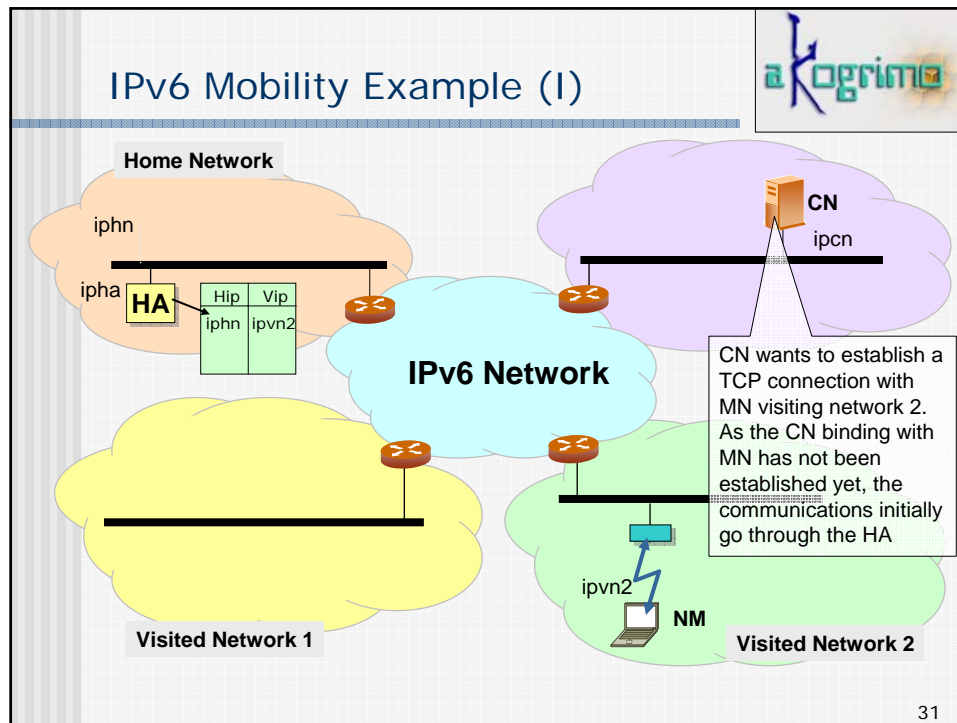 IPv6 Mobility Example (I)
akogrimo
Home Network
iphn
ipha
HA
Hip Vip
iphn ipvn2
CN
ipcn
IPv6 Network
CN wants to establish a
TCP connection with
MN visiting network 2.
As the CN binding with
MN has not been
established yet, the
communications initially
go through the HA
ipvn2
NM
Visited Network 1
Visited Network 2
31